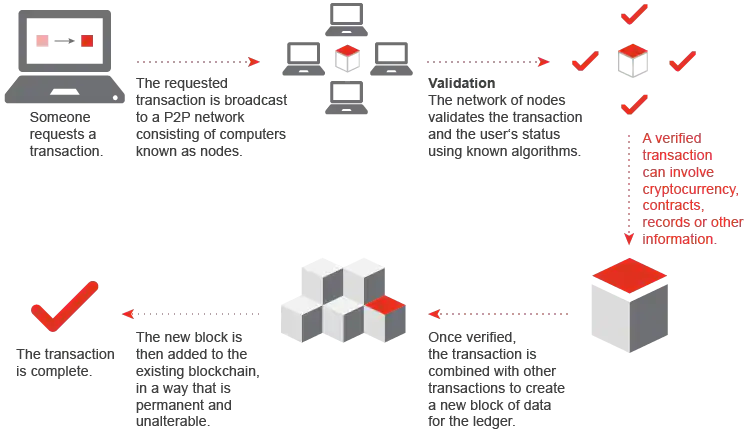 Someone
requests a
transaction.
The requested
transaction is broadcast
to a P2P network
consisting of computers
known as nodes.
Validation
The network of nodes
validates the transaction
and the user's status
using known algorithms.
A verified
transaction
can involve
cryptocurrency,
contracts,
records or other
information.
Once verified,
the transaction is
combined with other
transactions to create
a new block of data
for the ledger.
The new block is
then added to the
existing blockchain,
in a way that is
permanent and
unalterable.
The transaction
is complete.